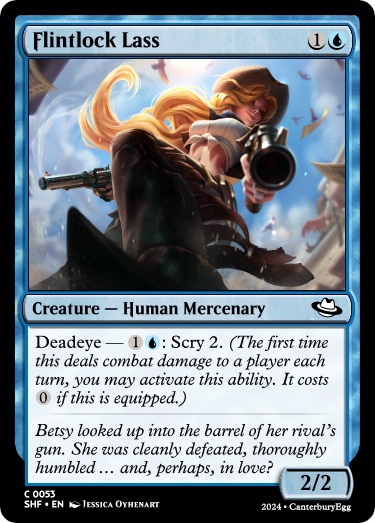 Flintlock Lass 1
Creature — Human Mercenary
Deadeye — 1 : Scry 2. (The first time
this deals combat damage to a player each
turn, you may activate this ability. It costs
0 if this is equipped.)
Betsy looked up into the barrel of her rival's
gun. She was cleanly defeated, thoroughly
humbled … and, perhaps, in love?
2/2
C 0053
SHF • EN Jessica Oyhenart
2024 • CanterburyEgg